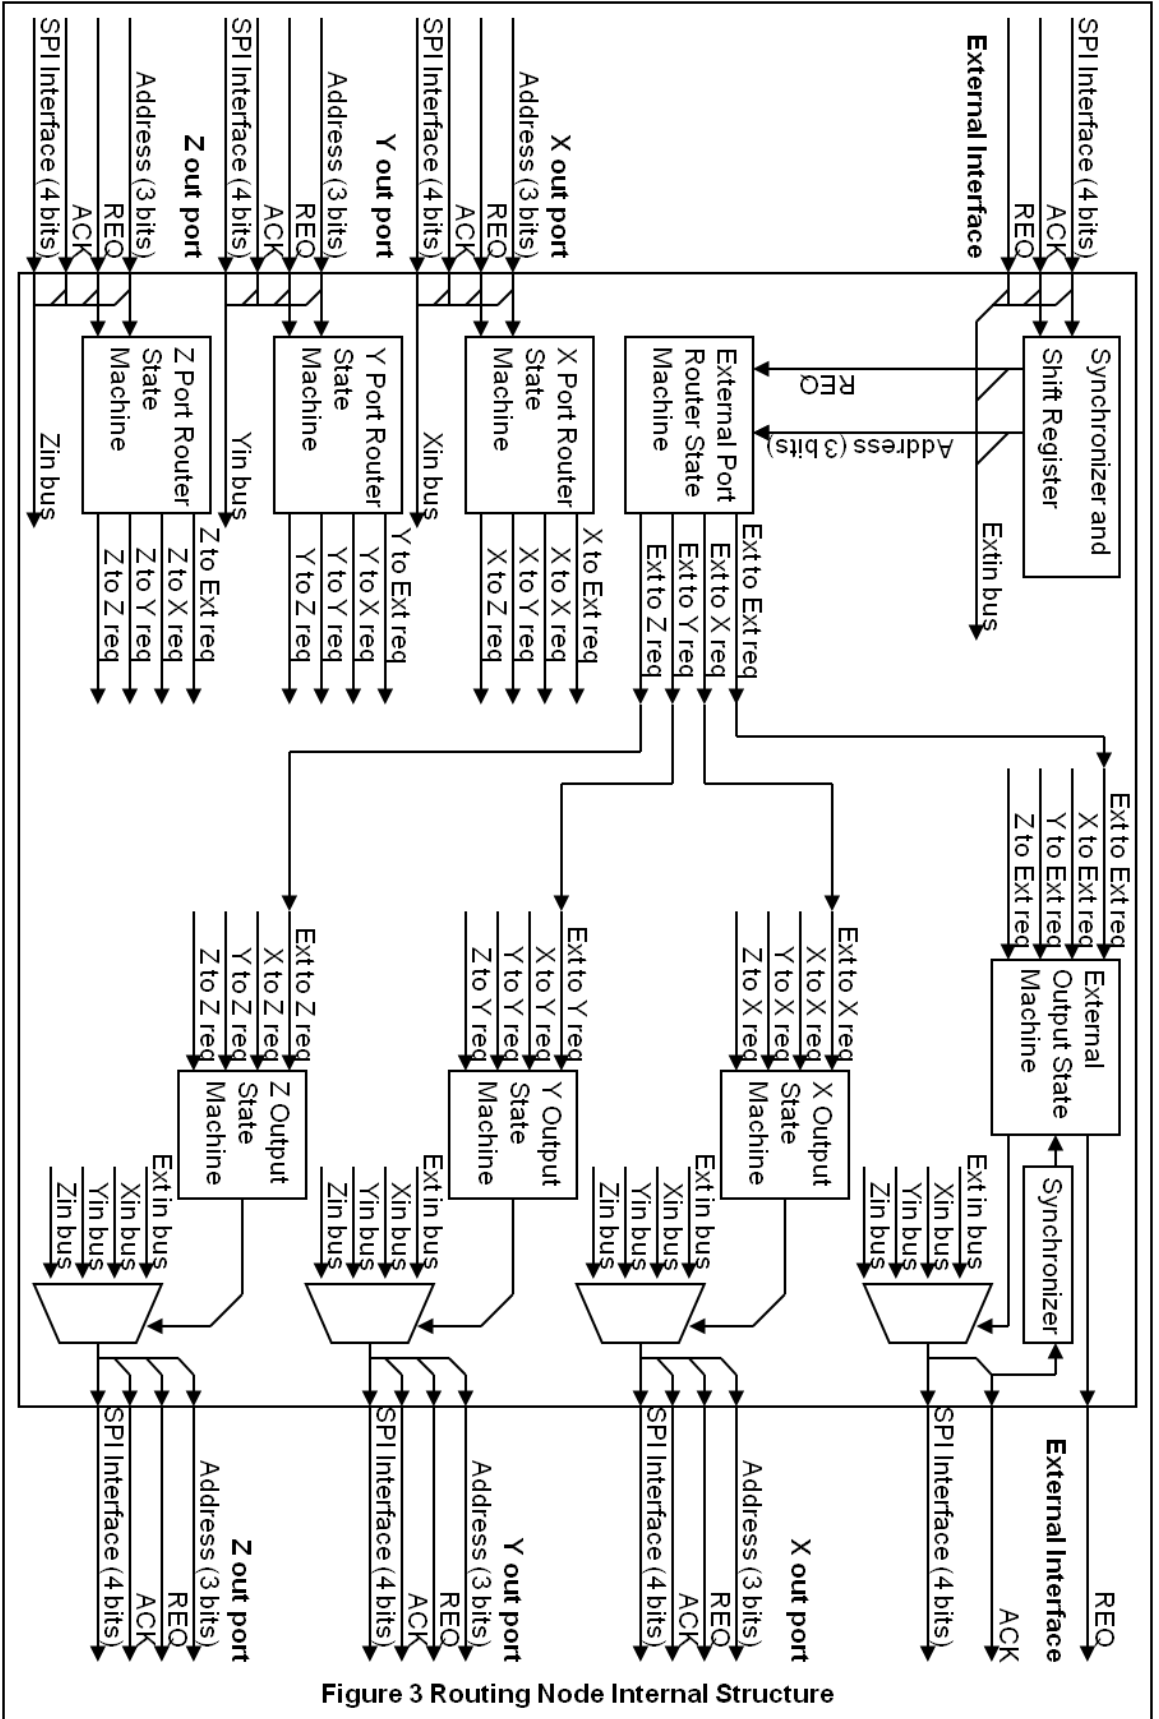 SPI Interface (4 bits)
ACK
REQ
External Interface
Synchronizer and
Shift Register
Extin bus
REQ
Address (3 bits)
External Port
Router State
Machine
Ext to Ext req
Ext to X req
Ext to Y req
Ext to Z req
X out port
Address (3 bits)
REQ
ACK
SPI Interface (4 bits)
X Port Router
State
Machine
Xin bus
X to Ext req
X to X req
X to Y req
X to Z req
Y out port
Address (3 bits)
REQ
ACK
SPI Interface (4 bits)
Y Port Router
State
Machine
Yin bus
Y to Ext req
Y to X req
Y to Y req
Y to Z req
Z out port
Address (3 bits)
REQ
ACK
SPI Interface (4 bits)
Z Port Router
State
Machine
Zin bus
Z to Ext req
Z to X req
Z to Y req
Z to Z req
Ext to Ext req
X to Ext req
Y to Ext req
Z to Ext req
External
Output State
Machine
Synchronizer
Ext in bus
Xin bus
Yin bus
Zin bus
REQ
External Interface
ACK
SPI Interface (4 bits)
Ext to X req
X to X req
Y to X req
Z to X req
X Output
State
Machine
Ext in bus
Xin bus
Yin bus
Zin bus
X out port
Address (3 bits)
REQ
ACK
SPI Interface (4 bits)
Ext to Y req
X to Y req
Y to Y req
Z to Y req
Y Output
State
Machine
Ext in bus
Xin bus
Yin bus
Zin bus
Y out port
Address (3 bits)
REQ
ACK
SPI Interface (4 bits)
Ext to Z req
X to Z req
Y to Z req
Z to Z req
Z Output
State
Machine
Ext in bus
Xin bus
Yin bus
Zin bus
Z out port
Address (3 bits)
REQ
ACK
SPI Interface (4 bits)
Figure 3 Routing Node Internal Structure